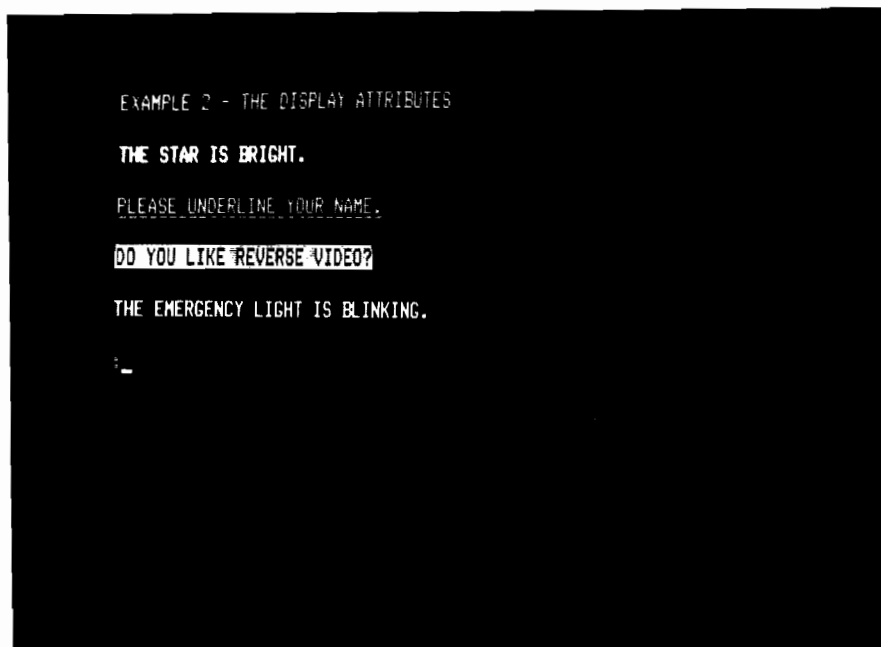 EXAMPLE 2 - THE DISPLAY ATTRIBUTES
THE STAR IS BRIGHT.
PLEASE UNDERLINE YOUR NAME.
DO YOU LIKE REVERSE VIDEO?
THE EMERGENCY LIGHT IS BLINKING.
:_